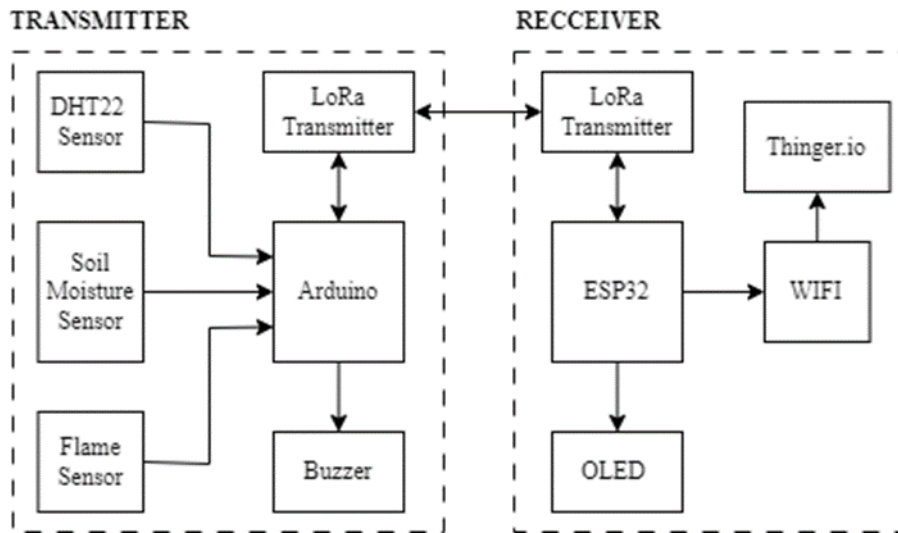 TRANSMITTER
DHT22
Sensor
LoRa
Transmitter
Soil
Moisture
Sensor
Arduino
Flame
Sensor
Buzzer
RECCEIVER
LoRa
Transmitter
Thinger.io
ESP32
WIFI
OLED